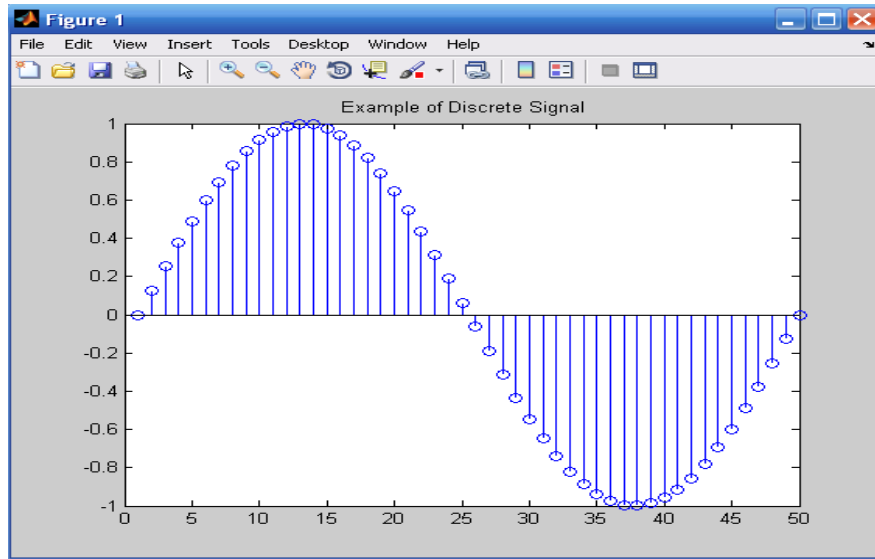 Figure 1
File Edit View Insert Tools Desktop Window Help
Example of Discrete Signal
1
0.8
0.6
0.4
0.2
0
-0.2
-0.4
-0.6
-0.8
-1
0 5 10 15 20 25 30 35 40 45 50